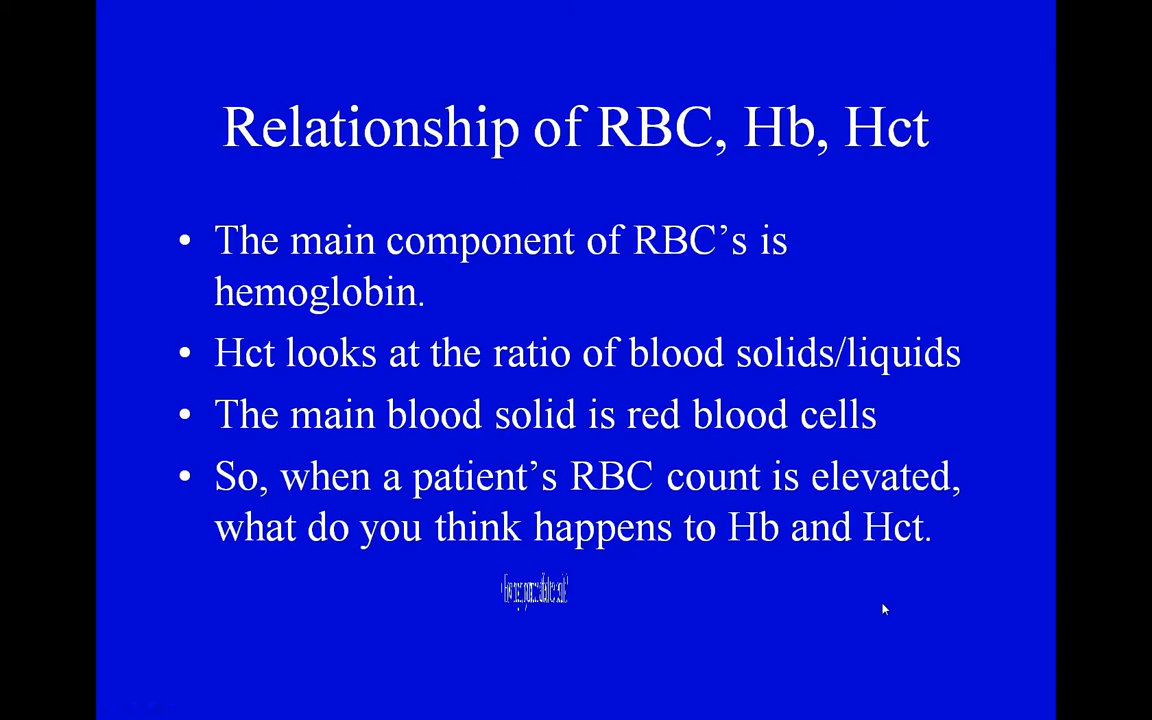 Relationship of RBC, Hb, Hct
• The main component of RBC’s is
hemoglobin.
• Hct looks at the ratio of blood solids/liquids
• The main blood solid is red blood cells
• So, when a patient’s RBC count is elevated,
what do you think happens to Hb and Hct.